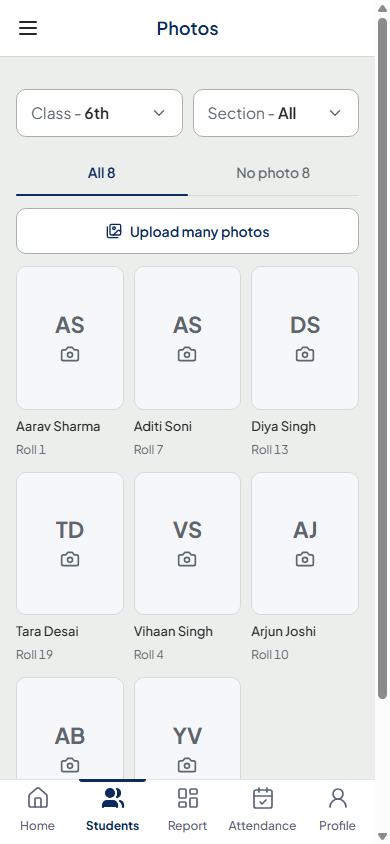 Photos
Class - 6th
Section - All
All 8
No photo 8
Upload many photos
AS
AS
DS
Aarav Sharma
Aditi Soni
Diya Singh
Roll 1
Roll 7
Roll 13
TD
VS
AJ
Tara Desai
Vihaan Singh
Arjun Joshi
Roll 19
Roll 4
Roll 10
AB
YV
Home
Students
Report
Attendance
Profile